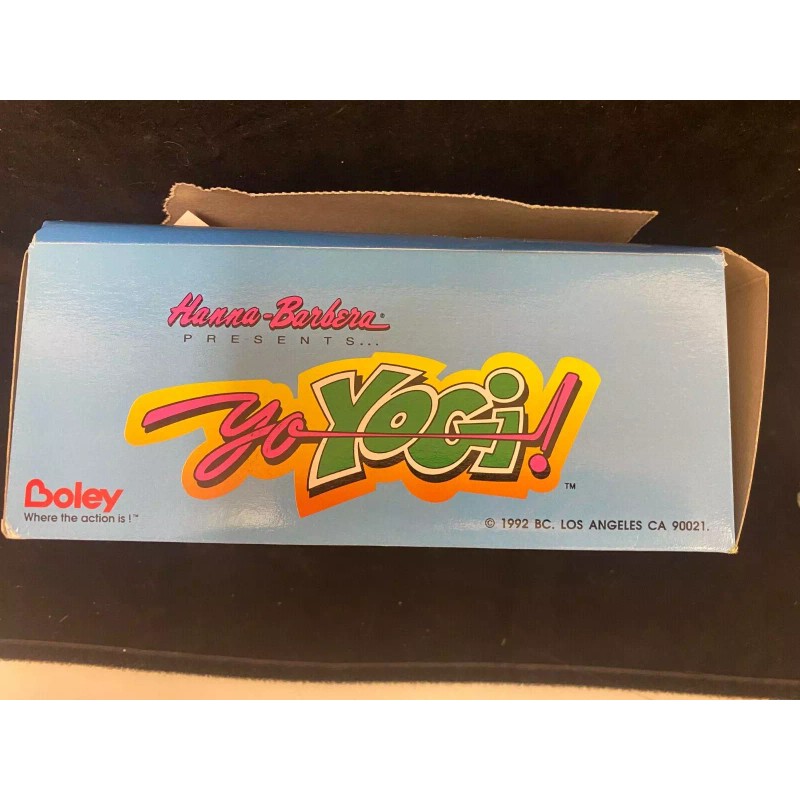 Hanna-Barbera®
PRESENTS...
yo YOGi!™
Boley
Where the action is !™
© 1992 BC. LOS ANGELES CA 90021.